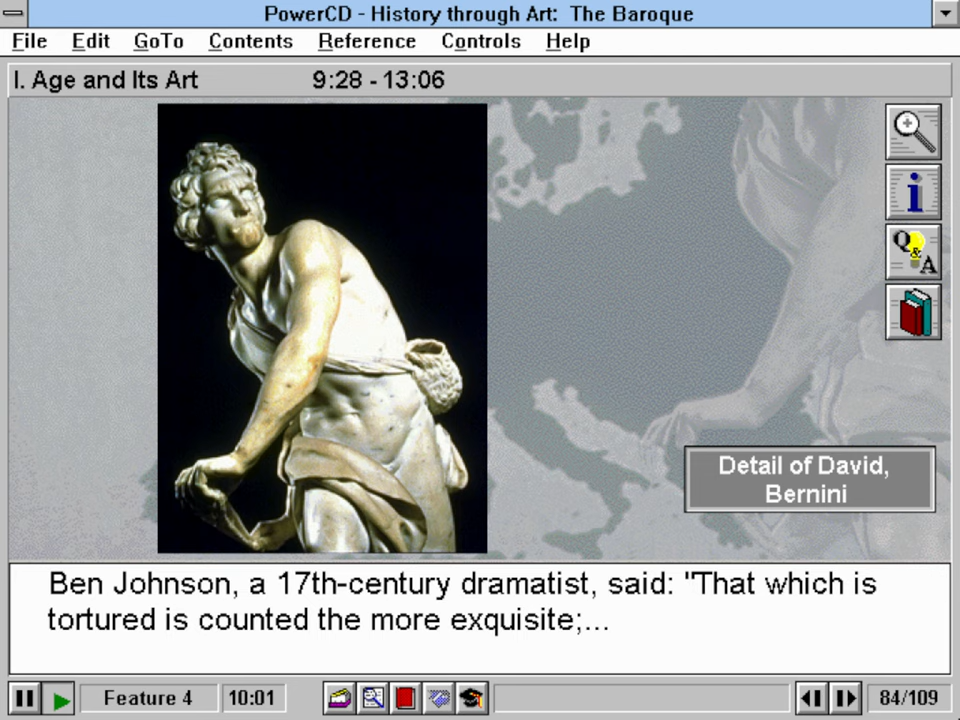 PowerCD - History through Art: The Baroque
File Edit GoTo Contents Reference Controls Help
I. Age and Its Art 9:28 - 13:06
Q
&
A
Detail of David,
Bernini
Ben Johnson, a 17th-century dramatist, said: "That which is
tortured is counted the more exquisite;...
Feature 4 10:01 84/109